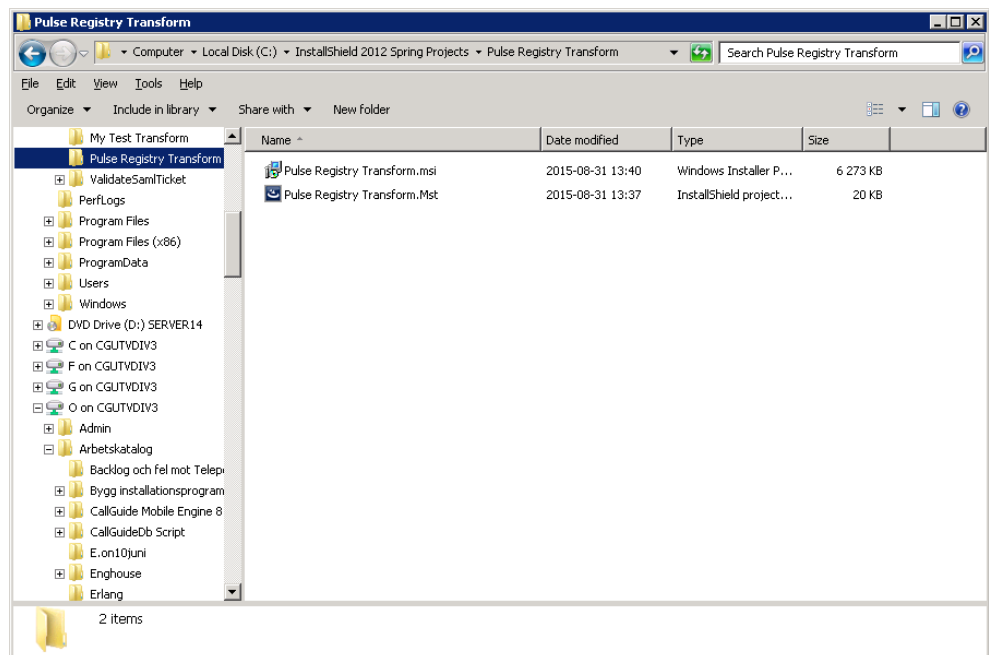 Pulse Registry Transform
Computer Local Disk (C:) InstallShield 2012 Spring Projects Pulse Registry Transform Search Pulse Registry Transform
File Edit View Tools Help
Organize Include in library Share with New folder
Name Date modified Type Size
My Test Transform
Pulse Registry Transform
ValidateSamlTicket
PerfLogs
Program Files
Program Files (x86)
ProgramData
Users
Windows
DVD Drive (D:) SERVER14
C on CGUTVDIV3
F on CGUTVDIV3
G on CGUTVDIV3
O on CGUTVDIV3
Admin
Arbetskatalog
Backlog och fel mot Telep
Bygg installationsprogram
CallGuide Mobile Engine 8
CallGuideDb Script
E.on10juni
Enghouse
Erlang
Pulse Registry Transform.msi 2015-08-31 13:40 Windows Installer P... 6 273 KB
Pulse Registry Transform.Mst 2015-08-31 13:37 InstallShield project... 20 KB
2 items